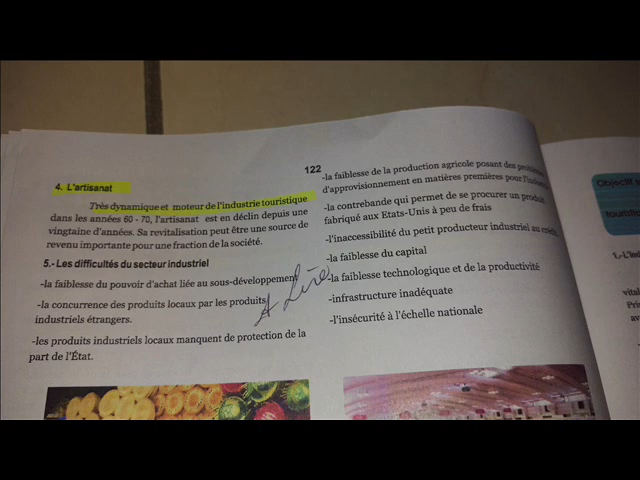 122
4. L'artisanat
Très dynamique et moteur de l'industrie touristique
dans les années 60 - 70, l'artisanat est en déclin depuis une
vingtaine d'années. Sa revitalisation peut être une source de
revenu importante pour une fraction de la société.
5.- Les difficultés du secteur industriel
-la faiblesse du pouvoir d'achat liée au sous-développement
-la concurrence des produits locaux par les produits
industriels étrangers.
-les produits industriels locaux manquent de protection de la
part de l'État.
A Lire
-la faiblesse de la production agricole posant des
d'approvisionnement en matières premières pour
-la contrebande qui permet de se procurer un produit
fabriqué aux Etats-Unis à peu de frais
-l'inaccessibilité du petit producteur industriel au crédit
-la faiblesse du capital
-la faiblesse technologique et de la productivité
-infrastructure inadéquate
-l'insécurité à l'échelle nationale
Objectif